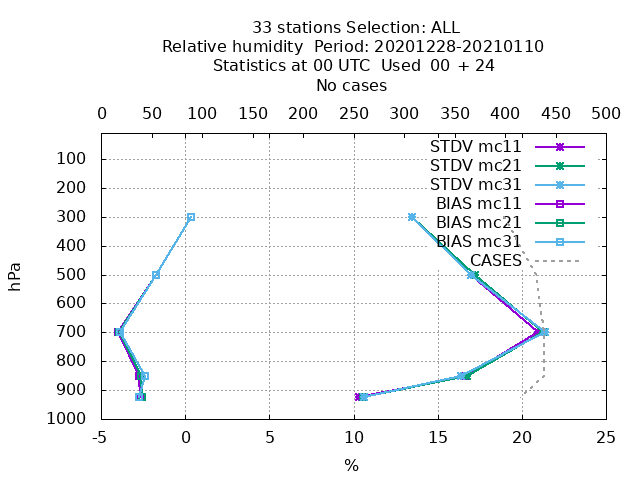 33 stations Selection: ALL
Relative humidity  Period: 20201228-20210110
Statistics at 00 UTC  Used  00 + 24
No cases
0 50 100 150 200 250 300 350 400 450 500
STDV mc11
STDV mc21
STDV mc31
BIAS mc11
BIAS mc21
BIAS mc31
CASES
100
200
300
400
500
600
700
800
900
1000
hPa
-5 0 5 10 15 20 25
%